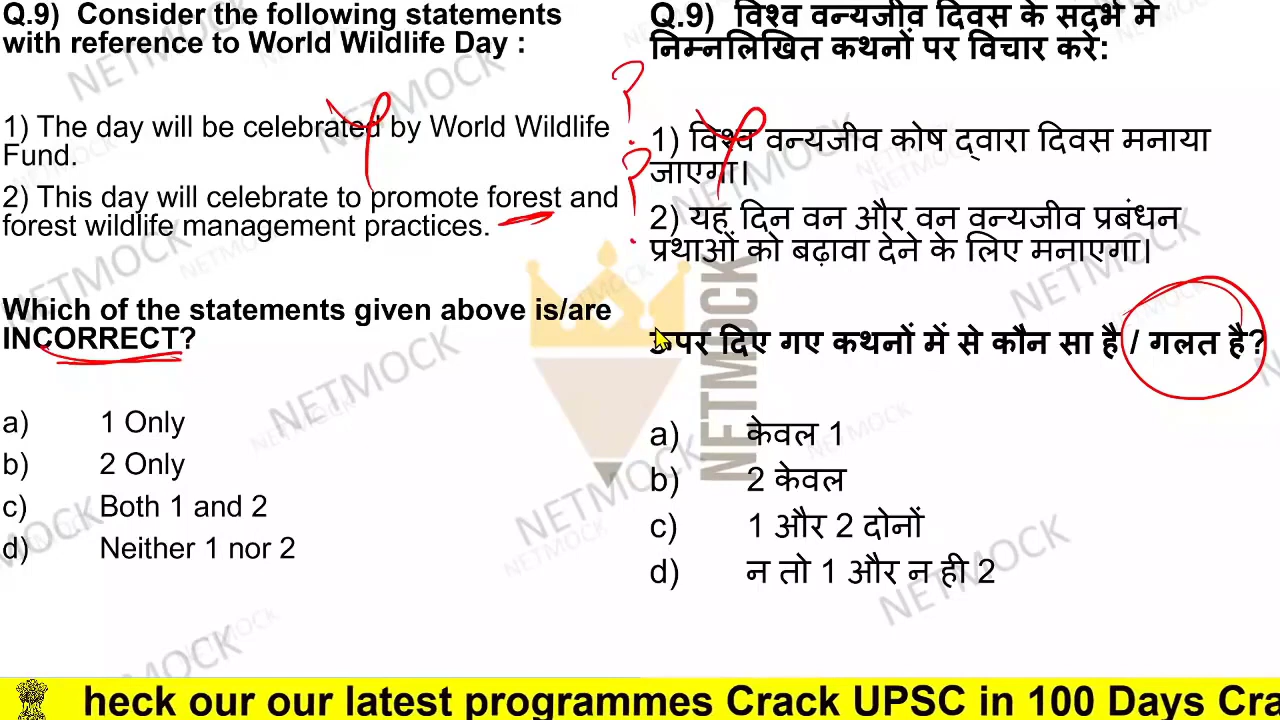 Q.9) Consider the following statements
with reference to World Wildlife Day :
1) The day will be celebrated by World Wildlife
Fund.
2) This day will celebrate to promote forest and
forest wildlife management practices.
Which of the statements given above is/are
INCORRECT?
a) 1 Only
b) 2 Only
c) Both 1 and 2
d) Neither 1 nor 2
Q.9) विश्व वन्यजीव दिवस के संदर्भ में
निम्नलिखित कथनों पर विचार करें:
1) विश्व वन्यजीव कोष द्वारा दिवस मनाया
जाएगा।
2) यह दिन वन और वन वन्यजीव प्रबंधन
प्रथाओं को बढ़ावा देने के लिए मनाएगा।
ऊपर दिए गए कथनों में से कौन सा है / गलत है?
a) केवल 1
b) 2 केवल
c) 1 और 2 दोनों
d) न तो 1 और न ही 2
NETMOCK
heck our our latest programmes Crack UPSC in 100 Days Cra